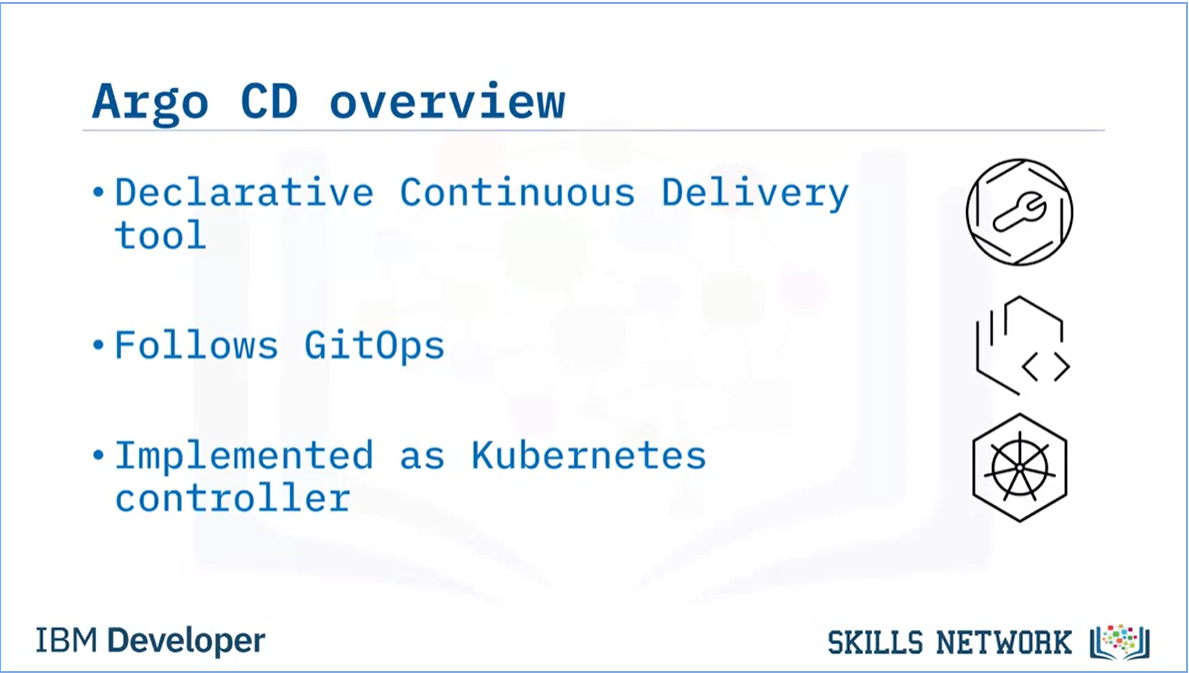 Argo CD overview
• Declarative Continuous Delivery
tool
• Follows GitOps
• Implemented as Kubernetes
controller
IBM Developer
SKILLS NETWORK